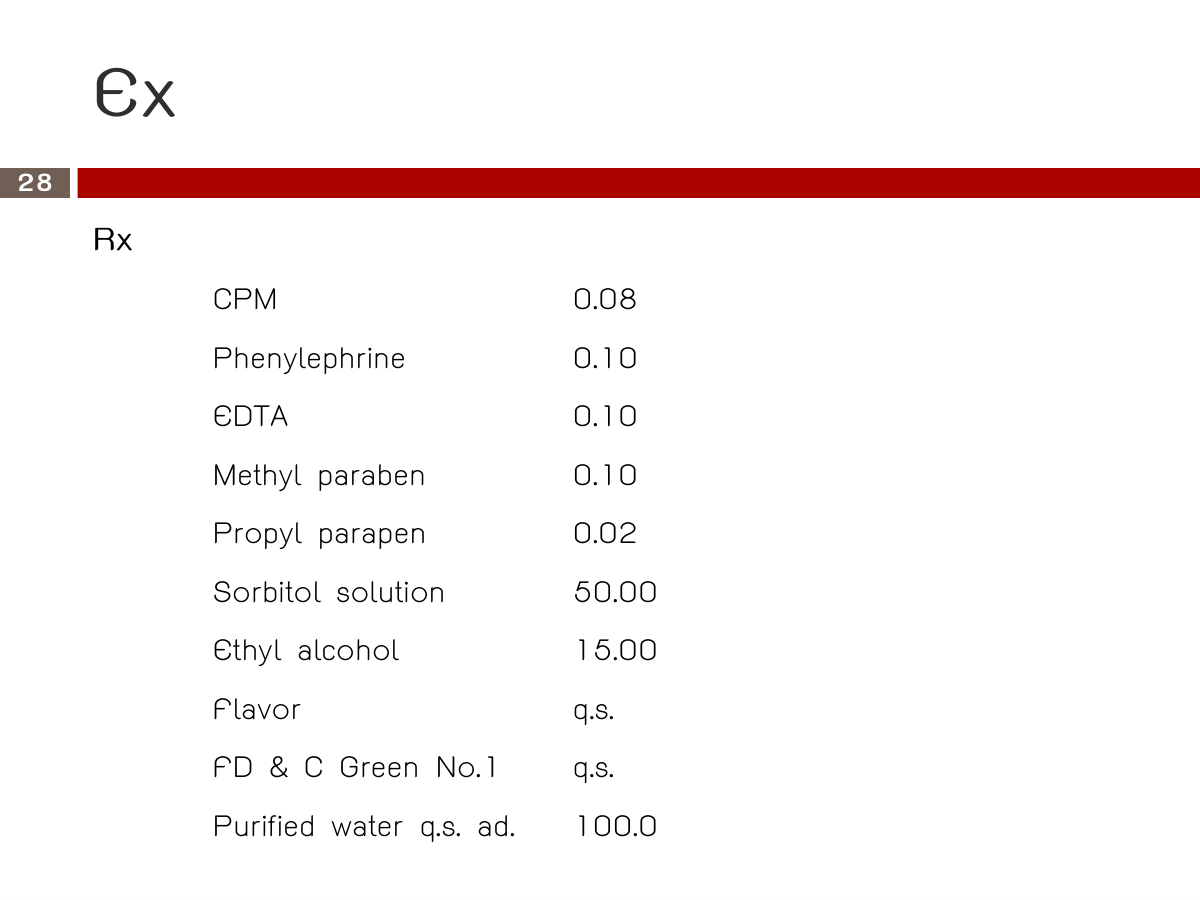 Ex
28
Rx
CPM 0.08
Phenylephrine 0.10
EDTA 0.10
Methyl paraben 0.10
Propyl parapen 0.02
Sorbitol solution 50.00
Ethyl alcohol 15.00
Flavor q.s.
FD & C Green No.1 q.s.
Purified water q.s. ad. 100.0